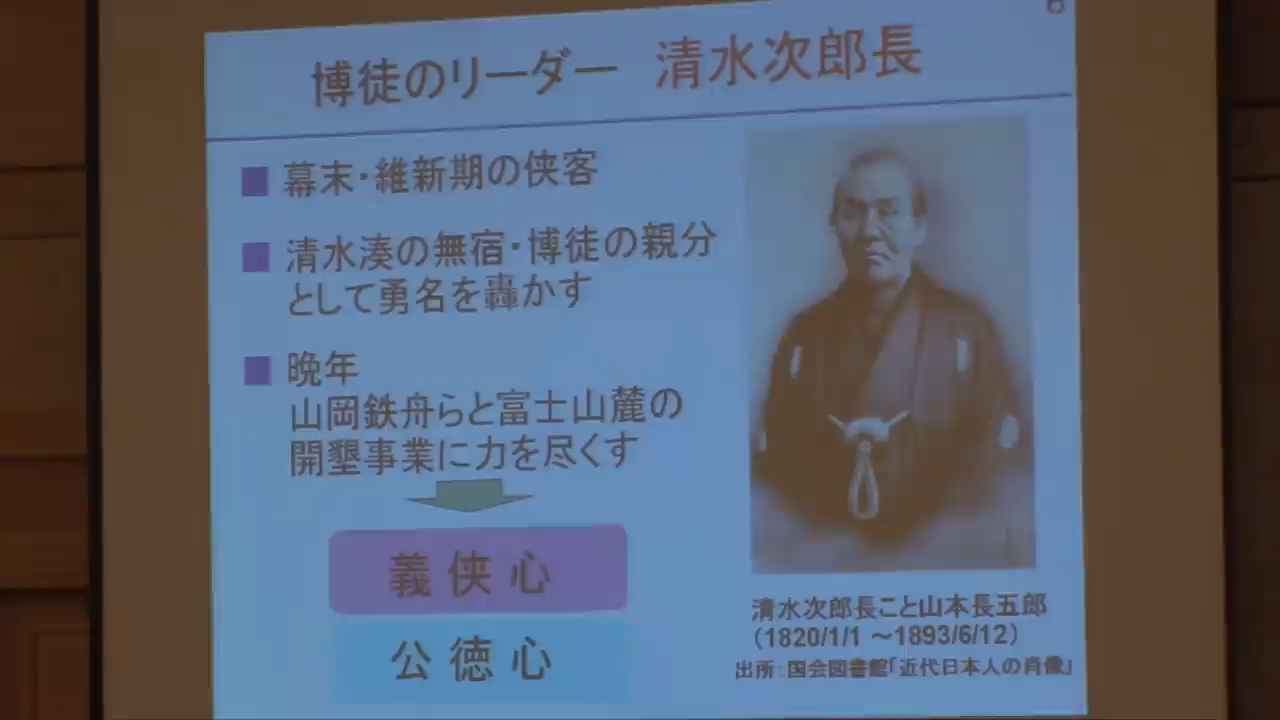 6
博徒のリーダー 清水次郎長
■ 幕末・維新期の侠客
■ 清水湊の無宿・博徒の親分
として勇名を轟かす
■ 晩年
山岡鉄舟らと富士山麓の
開墾事業に力を尽くす
義侠心
公徳心
清水次郎長こと山本長五郎
（1820/1/1 ～1893/6/12）
出所：国会図書館「近代日本人の肖像」